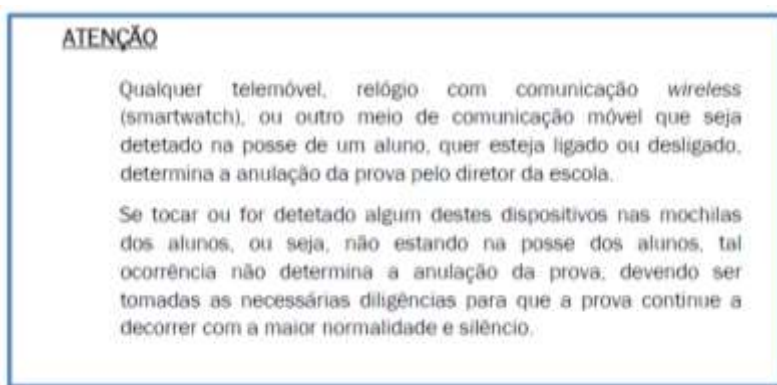 ATENÇÃO
Qualquer telemóvel, relógio com comunicação wireless
(smartwatch), ou outro meio de comunicação móvel que seja
detetado na posse de um aluno, quer esteja ligado ou desligado,
determina a anulação da prova pelo diretor da escola.
Se tocar ou for detetado algum destes dispositivos nas mochilas
dos alunos, ou seja, não estando na posse dos alunos, tal
ocorrência não determina a anulação da prova, devendo ser
tomadas as necessárias diligências para que a prova continue a
decorrer com a maior normalidade e silêncio.